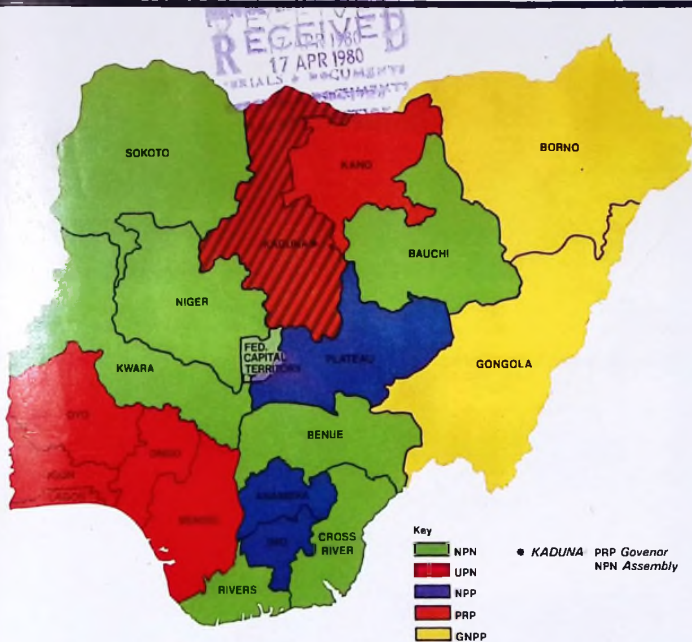 RECEIVED
17 APR 1980
SOKOTO
KANO
BORNO
KADUNA ●
BAUCHI
NIGER
FED.
CAPITAL
TERRITORY
PLATEAU
GONGOLA
KWARA
OYO
BENUE
ONDO
OGUN
LAGOS
BENDEL
ANAMBRA
IMO
CROSS
RIVER
RIVERS
Key
NPN
UPN
NPP
PRP
GNPP
● KADUNA PRP Govenor
NPN Assembly